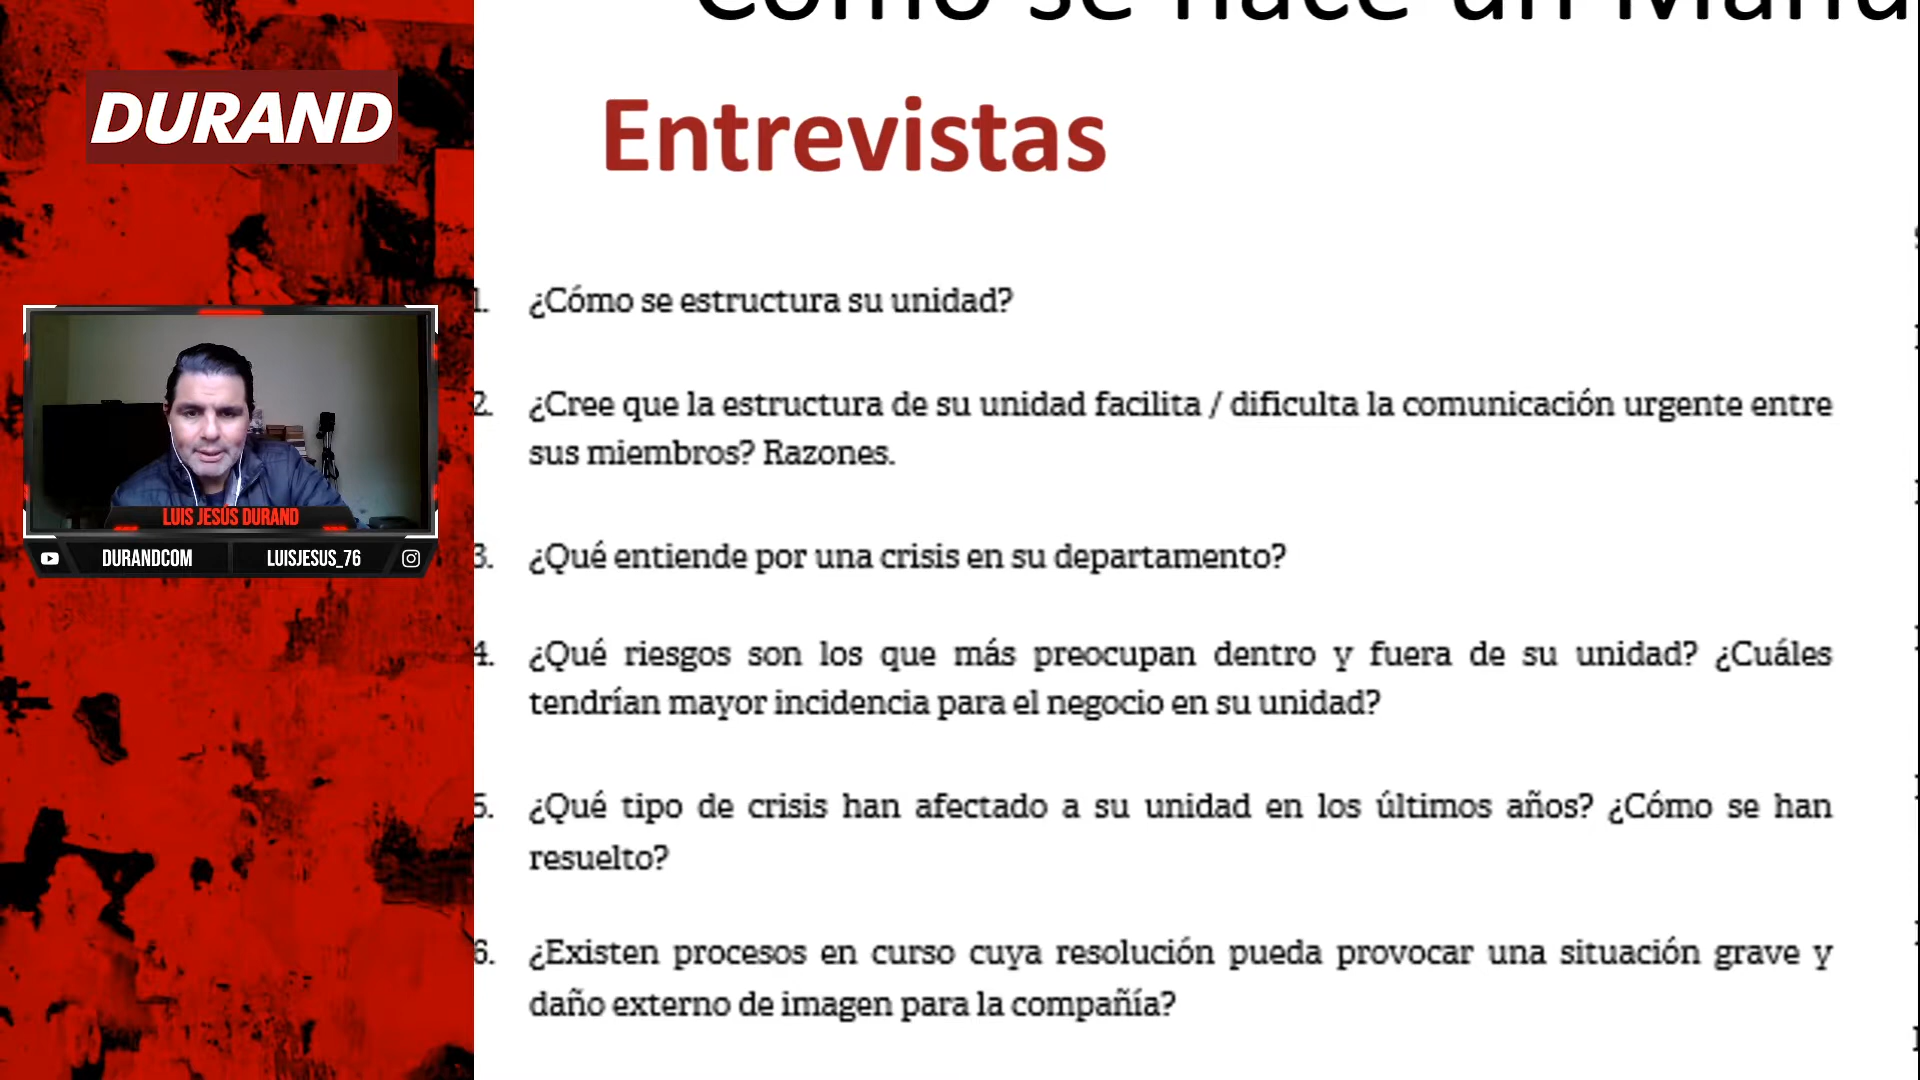 Cómo se hace un Manu
DURAND
Entrevistas
1. ¿Cómo se estructura su unidad?
2. ¿Cree que la estructura de su unidad facilita / dificulta la comunicación urgente entre
sus miembros? Razones.
3. ¿Qué entiende por una crisis en su departamento?
4. ¿Qué riesgos son los que más preocupan dentro y fuera de su unidad? ¿Cuáles
tendrían mayor incidencia para el negocio en su unidad?
5. ¿Qué tipo de crisis han afectado a su unidad en los últimos años? ¿Cómo se han
resuelto?
6. ¿Existen procesos en curso cuya resolución pueda provocar una situación grave y
daño externo de imagen para la compañía?
LUIS JESÚS DURAND
DURANDCOM
LUISJESUS_76